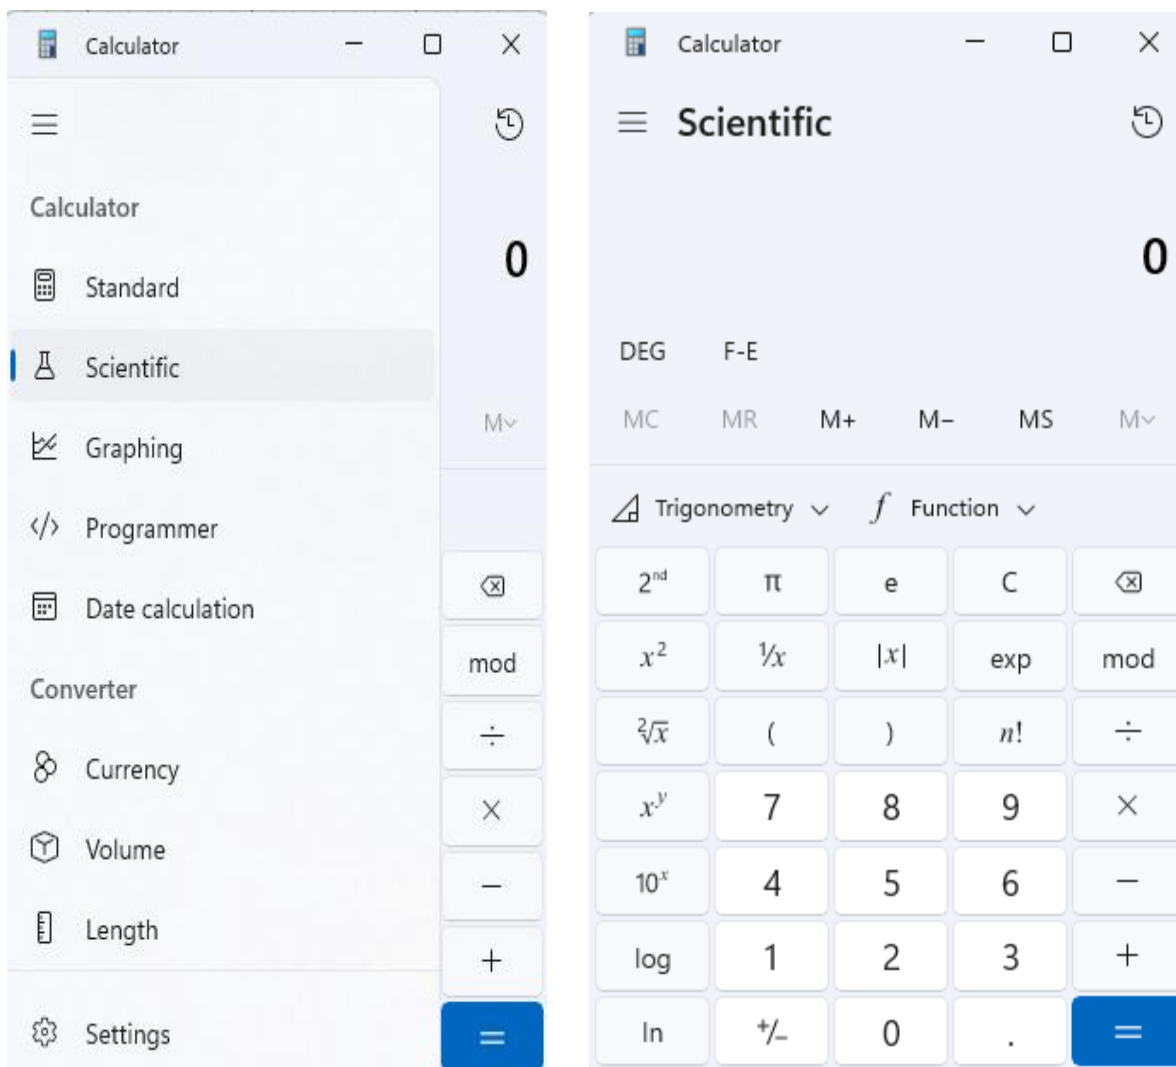 Calculator
Calculator
0
Standard
Scientific
Graphing
M
Programmer
Date calculation
mod
Converter
÷
Currency
×
Volume
−
Length
+
Settings
=
Calculator
Scientific
0
DEG F-E
MC MR M+ M− MS M
Trigonometry f Function
2nd π e C
x² ¹/x |x| exp mod
²√x ( ) n! ÷
xʸ 7 8 9 ×
10ˣ 4 5 6 −
log 1 2 3 +
ln +/− 0 . =